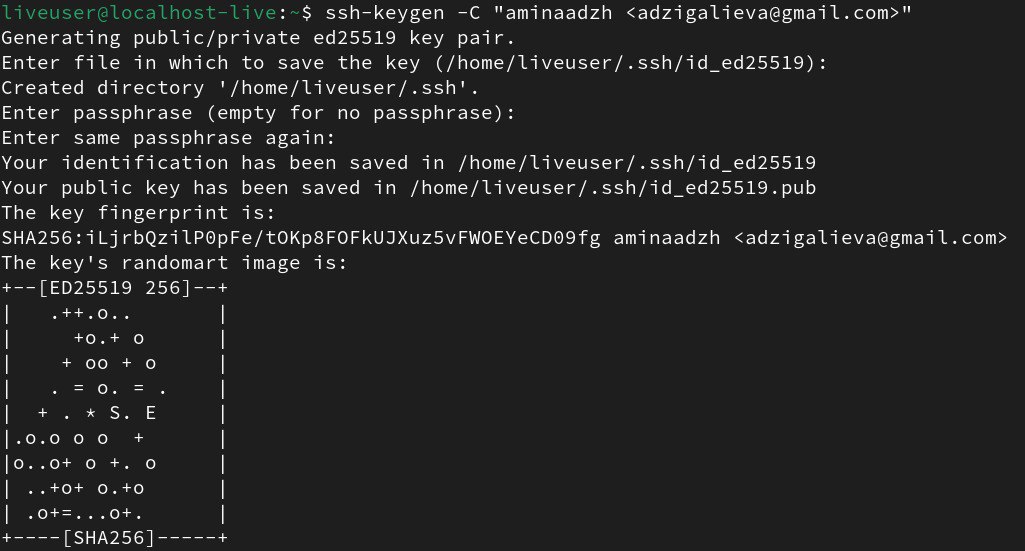 liveuser@localhost-live:~$ ssh-keygen -C "aminaadzh <adzigalieva@gmail.com>"
Generating public/private ed25519 key pair.
Enter file in which to save the key (/home/liveuser/.ssh/id_ed25519):
Created directory '/home/liveuser/.ssh'.
Enter passphrase (empty for no passphrase):
Enter same passphrase again:
Your identification has been saved in /home/liveuser/.ssh/id_ed25519
Your public key has been saved in /home/liveuser/.ssh/id_ed25519.pub
The key fingerprint is:
SHA256:iLjrbQzilP0pFe/tOKp8FOFkUJXuz5vFWOEYeCD09fg aminaadzh <adzigalieva@gmail.com>
The key's randomart image is:
+--[ED25519 256]--+
|   .++.o..       |
|     +o.+ o      |
|    + oo + o     |
|   . = o. = .    |
|  + . * S. E     |
|.o.o o o  +      |
|o..o+ o +. o     |
| ..+o+ o.+o      |
| .o+=...o+.      |
+----[SHA256]-----+